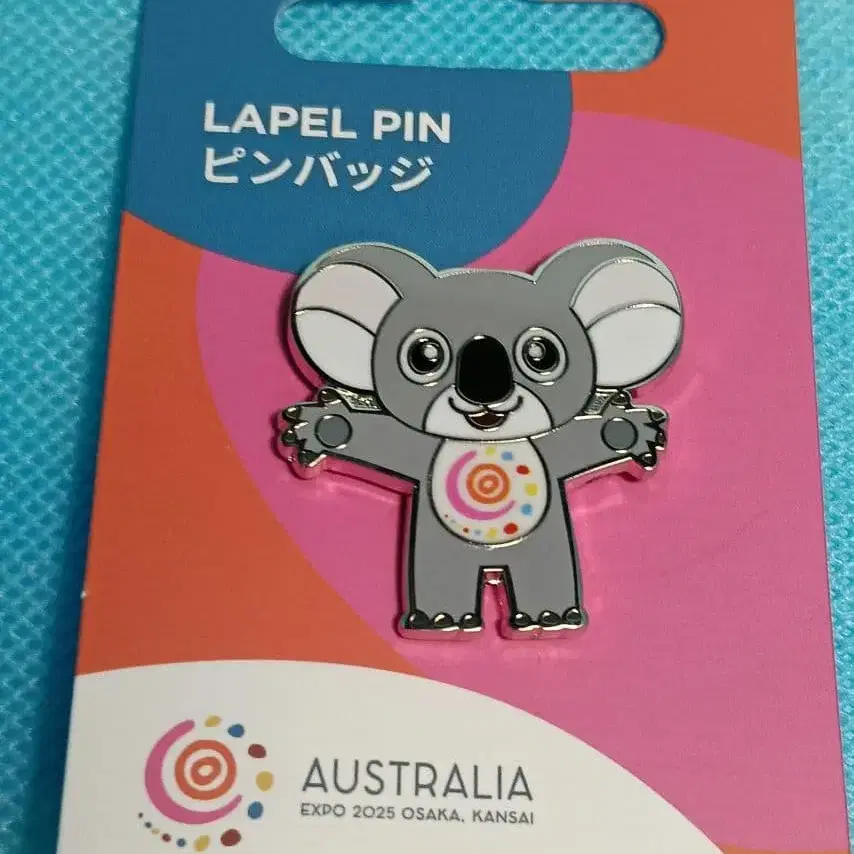 LAPEL PIN
ピンバッジ
AUSTRALIA
EXPO 2025 OSAKA, KANSAI